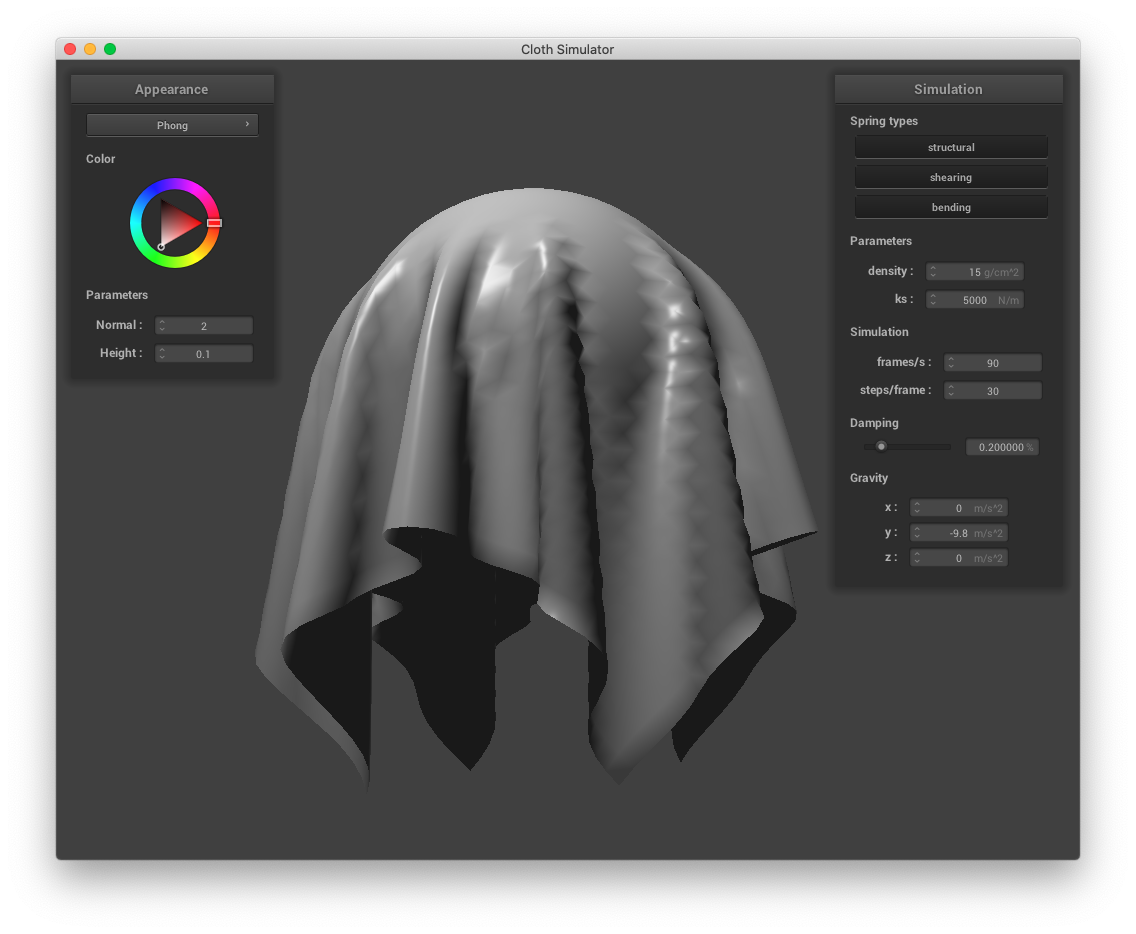 Cloth Simulator
Appearance
Phong ›
Color
Parameters
Normal : 2
Height : 0.1
Simulation
Spring types
structural
shearing
bending
Parameters
density : 15 g/cm^2
ks : 5000 N/m
Simulation
frames/s : 90
steps/frame : 30
Damping
0.200000 %
Gravity
x : 0 m/s^2
y : -9.8 m/s^2
z : 0 m/s^2